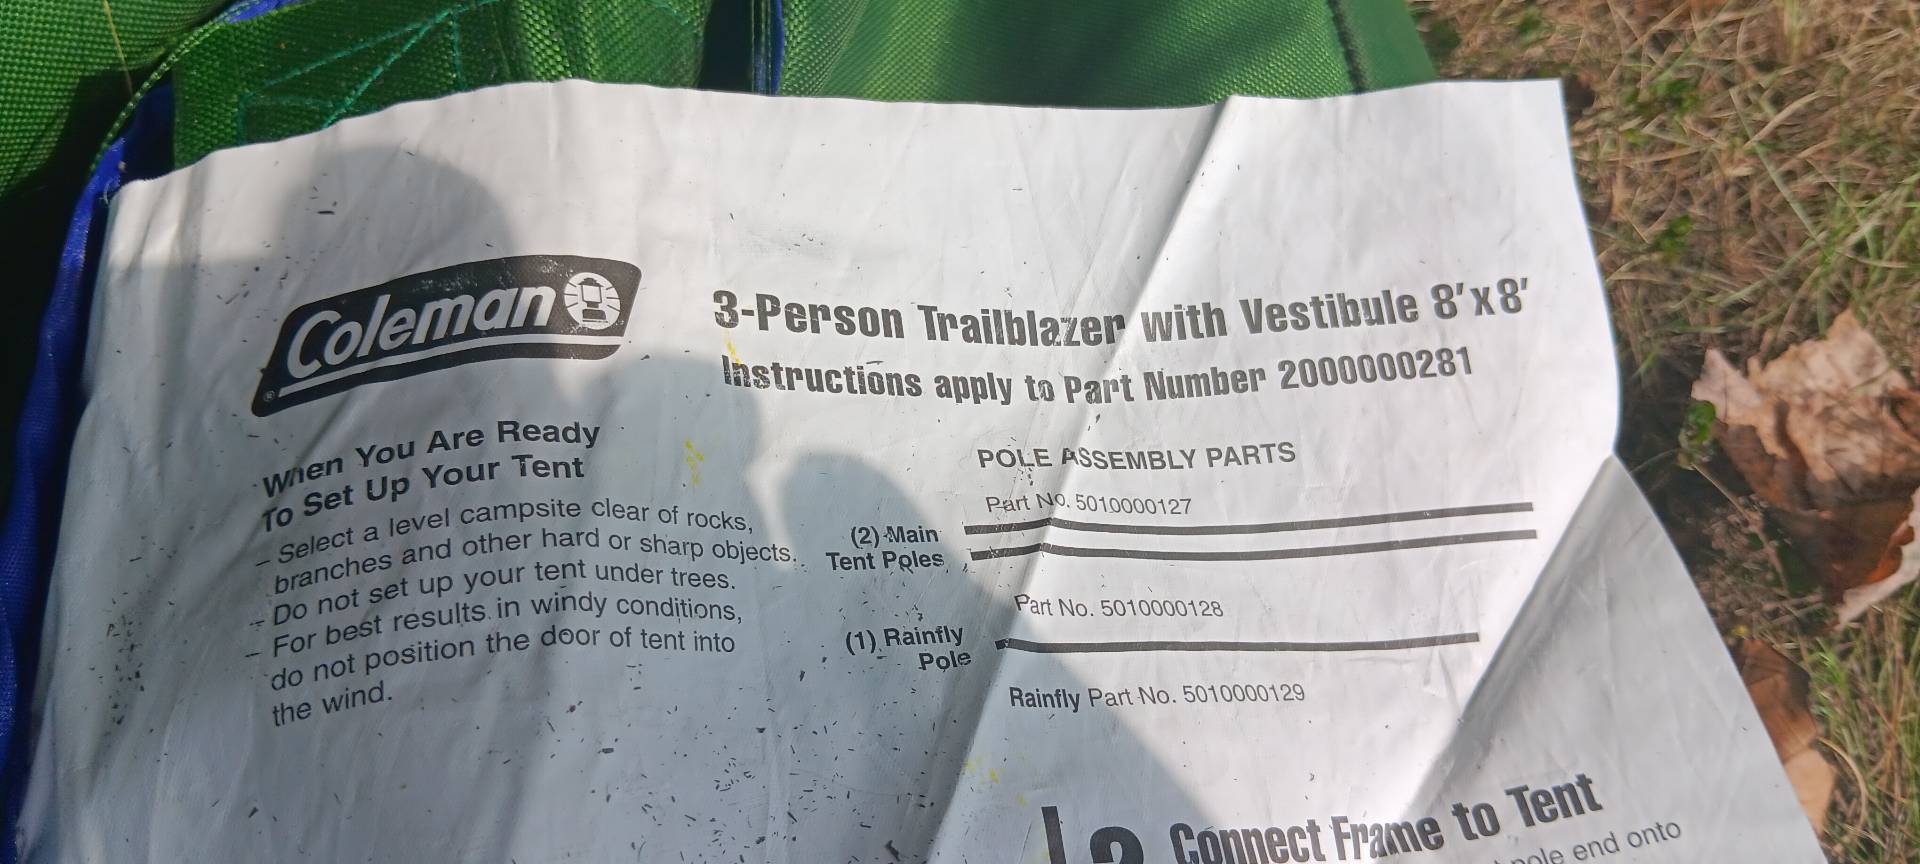 Coleman
®
3-Person Trailblazer with Vestibule 8'x8'
Instructions apply to Part Number 2000000281
When You Are Ready
To Set Up Your Tent
– Select a level campsite clear of rocks,
branches and other hard or sharp objects.
– Do not set up your tent under trees.
– For best results in windy conditions,
do not position the door of tent into
the wind.
POLE ASSEMBLY PARTS
Part No. 5010000127
(2) Main
Tent Poles
Part No. 5010000128
(1) Rainfly
Pole
Rainfly Part No. 5010000129
Connect Frame to Tent
pole end onto